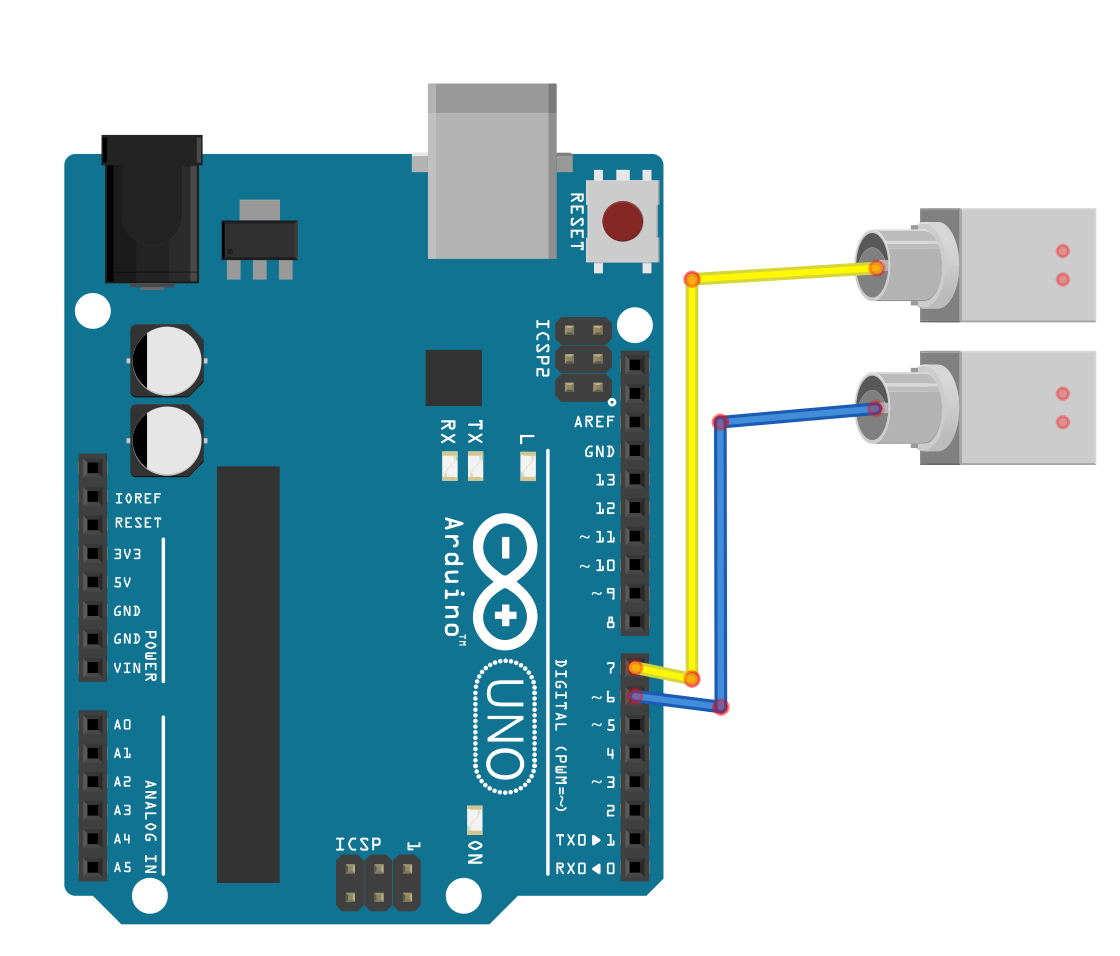 RESET
ICSP2
AREF
GND
13
12
~11
~10
~9
8
L
TX
RX
Arduino™
UNO
IOREF
RESET
3V3
5V
GND
GND
VIN
POWER
7
~6
~5
4
~3
2
TX0▶1
RX0◀0
DIGITAL (PWM=~)
A0
A1
A2
A3
A4
A5
ANALOG IN
ICSP
1
ON